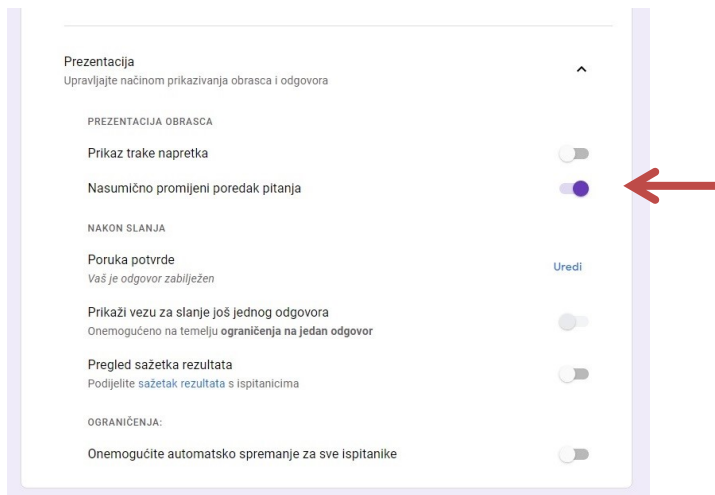 Prezentacija
Upravljajte načinom prikazivanja obrasca i odgovora
PREZENTACIJA OBRASCA
Prikaz trake napretka
Nasumično promijeni poredak pitanja
NAKON SLANJA
Poruka potvrde
Vaš je odgovor zabilježen
Uredi
Prikaži vezu za slanje još jednog odgovora
Onemogućeno na temelju ograničenja na jedan odgovor
Pregled sažetka rezultata
Podijelite sažetak rezultata s ispitanicima
OGRANIČENJA:
Onemogućite automatsko spremanje za sve ispitanike